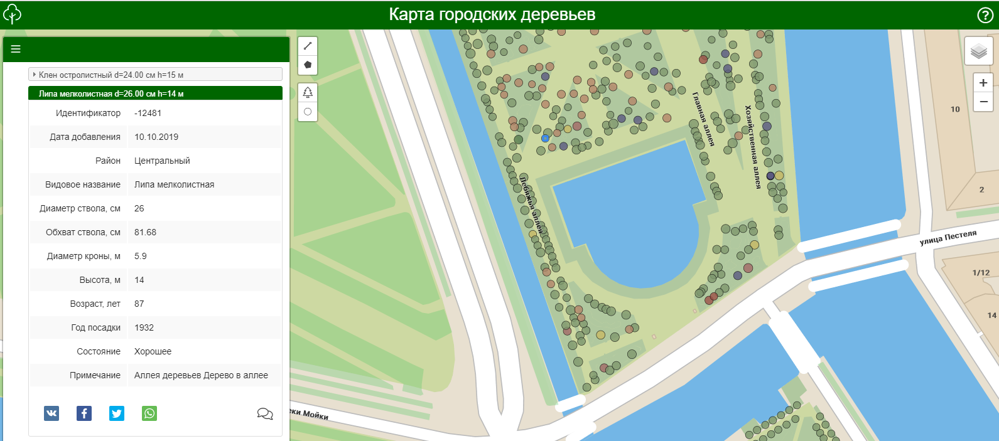 Карта городских деревьев
Клен остролистный d=24.00 см h=15 м
Липа мелколистная d=26.00 см h=14 м
Идентификатор -12481
Дата добавления 10.10.2019
Район Центральный
Видовое название Липа мелколистная
Диаметр ствола, см 26
Обхват ствола, см 81.68
Диаметр кроны, м 5.9
Высота, м 14
Возраст, лет 87
Год посадки 1932
Состояние Хорошее
Примечание Аллея деревьев Дерево в аллее
еки Мойки
Лебяжья аллея
Главная аллея
Хозяйственная аллея
улица Пестеля
10
2
1/12
14